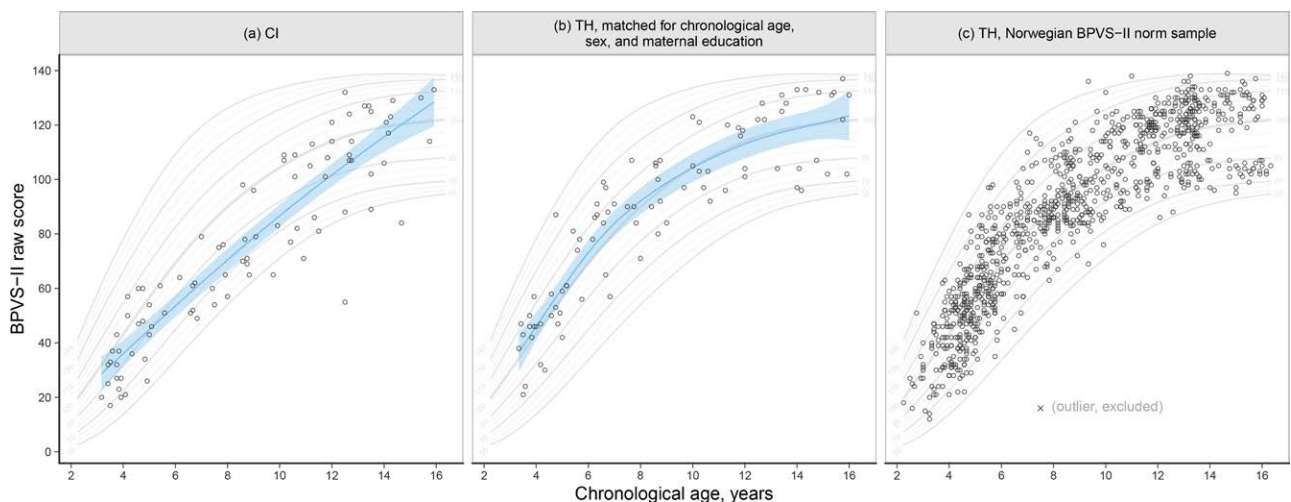 (a) CI
(b) TH, matched for chronological age,
sex, and maternal education
(c) TH, Norwegian BPVS−II norm sample
BPVS−II raw score
140
120
100
80
60
40
20
0
(outlier, excluded)
2 4 6 8 10 12 14 16
2 4 6 8 10 12 14 16
2 4 6 8 10 12 14 16
Chronological age, years